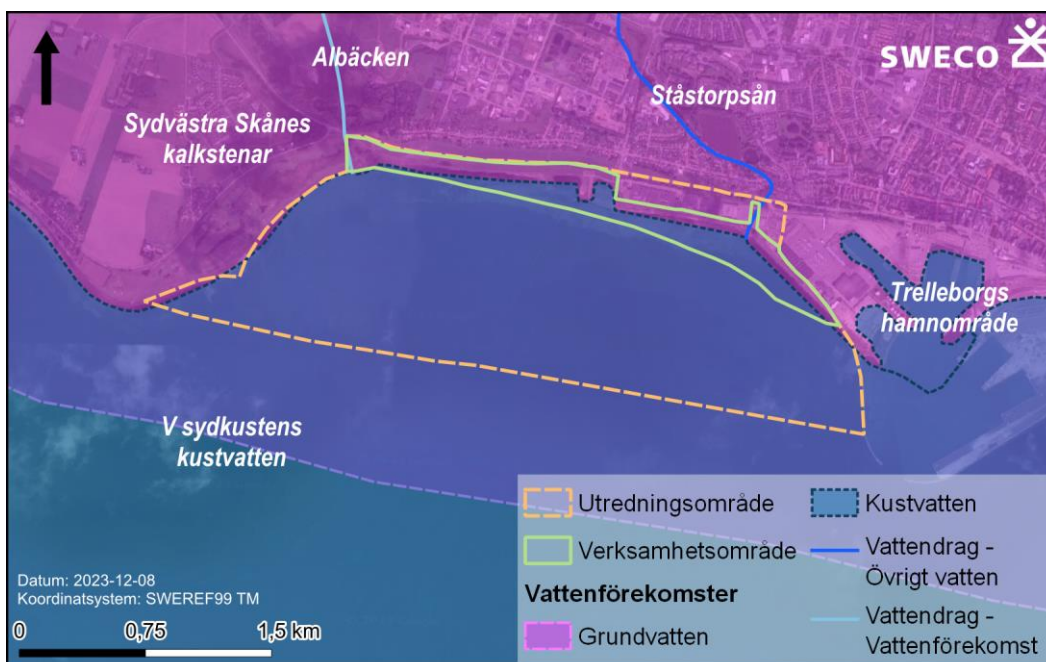 Albäcken
SWECO
Ståstorpsån
Sydvästra Skånes
kalkstenar
Trelleborgs
hamnområde
V sydkustens
kustvatten
Utredningsområde
Verksamhetsområde
Vattenförekomster
Grundvatten
Kustvatten
Vattendrag -
Övrigt vatten
Vattendrag -
Vattenförekomst
Datum: 2023-12-08
Koordinatsystem: SWEREF99 TM
0 0,75 1,5 km